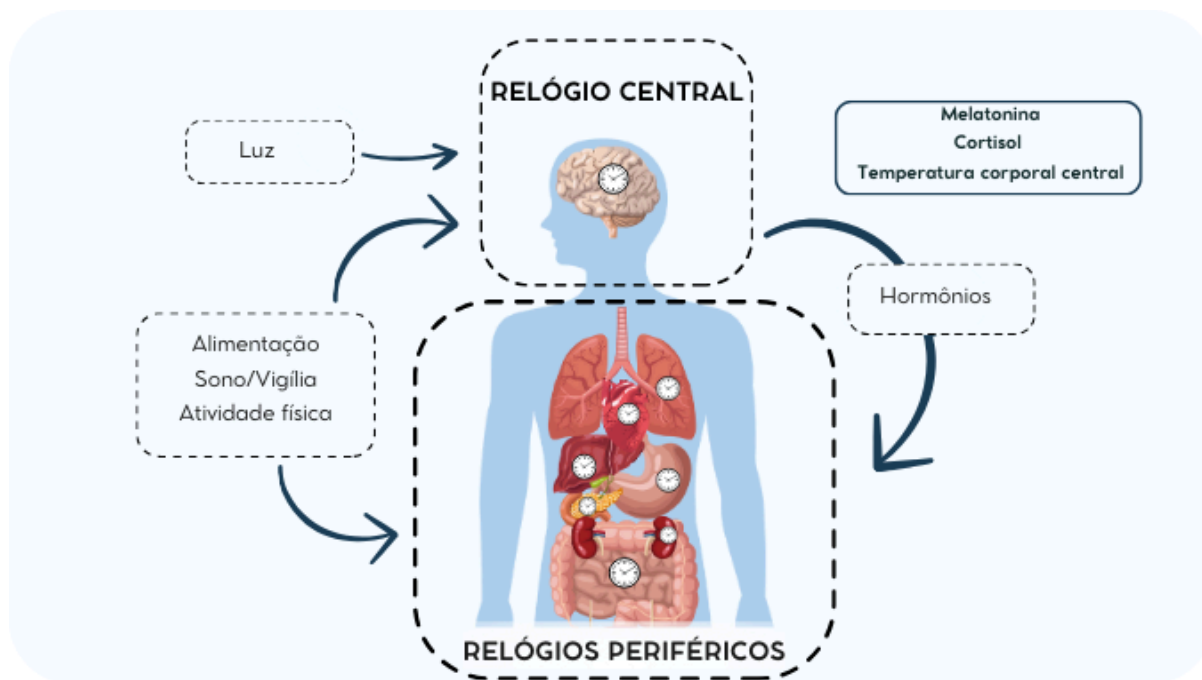 RELÓGIO CENTRAL
Luz
Melatonina
Cortisol
Temperatura corporal central
Hormônios
Alimentação
Sono/Vigília
Atividade física
RELÓGIOS PERIFÉRICOS